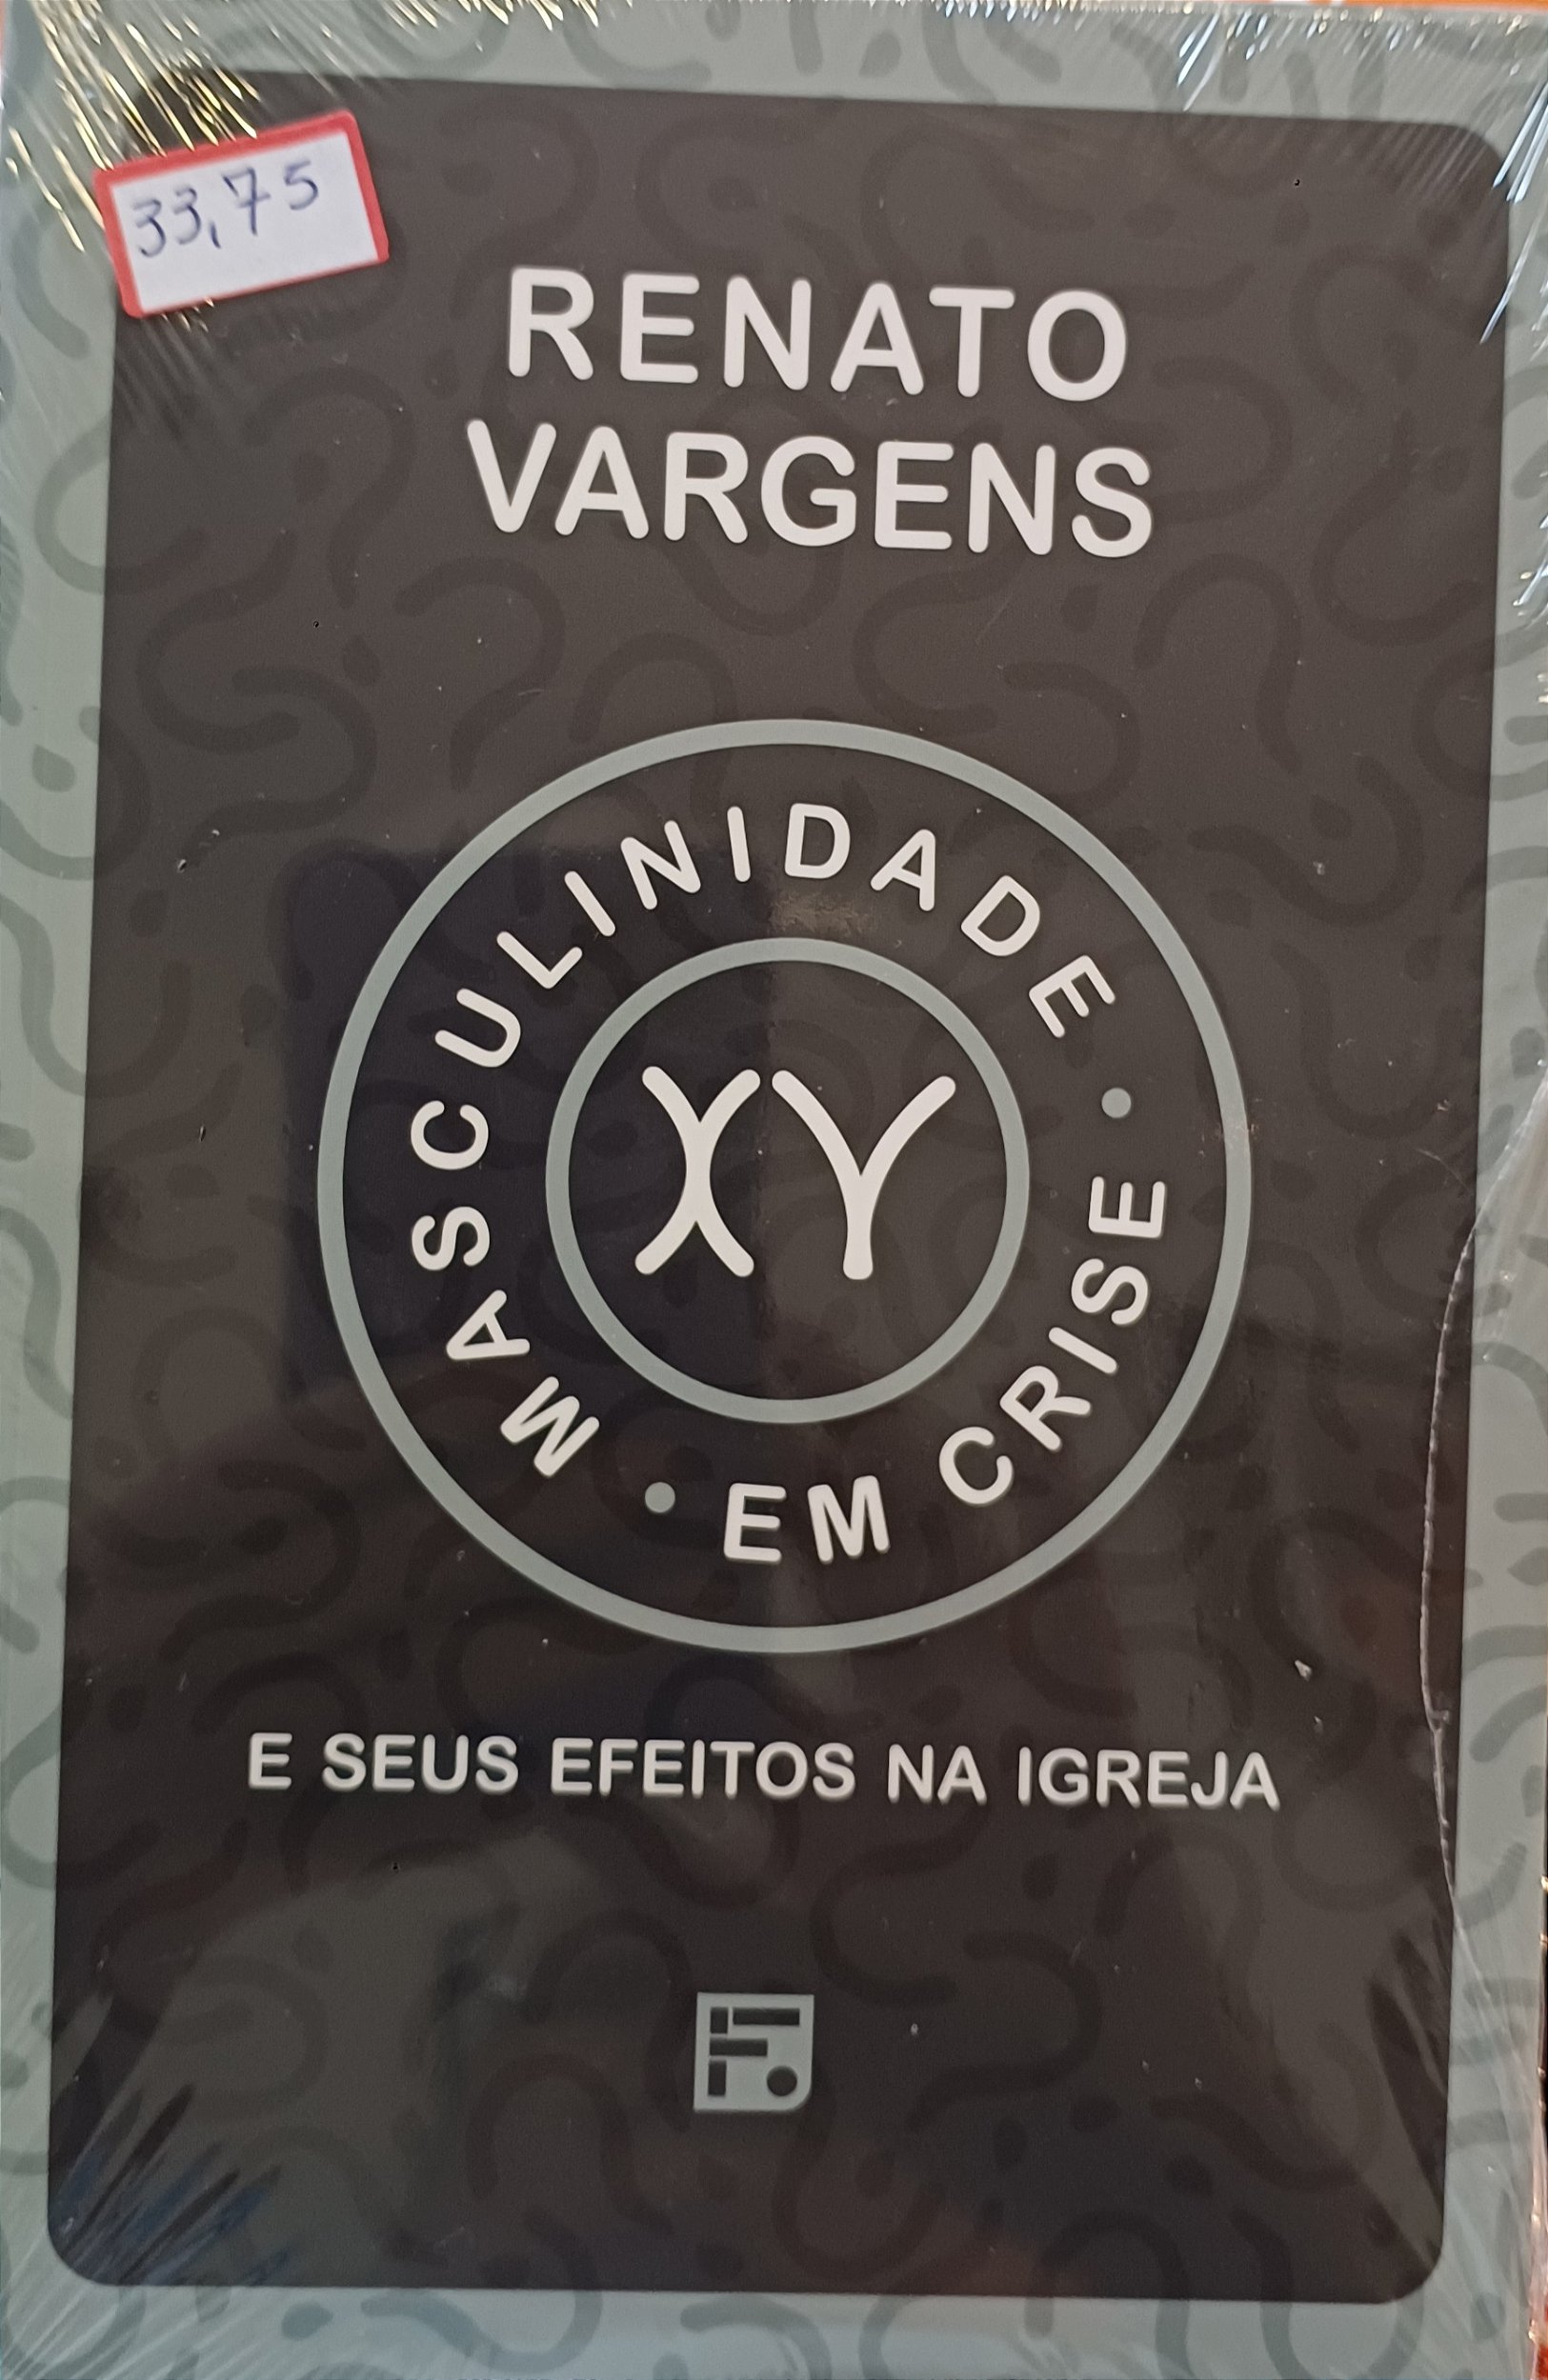 33,75
RENATO
VARGENS
MASCULINIDADE • EM CRISE •
XY
E SEUS EFEITOS NA IGREJA